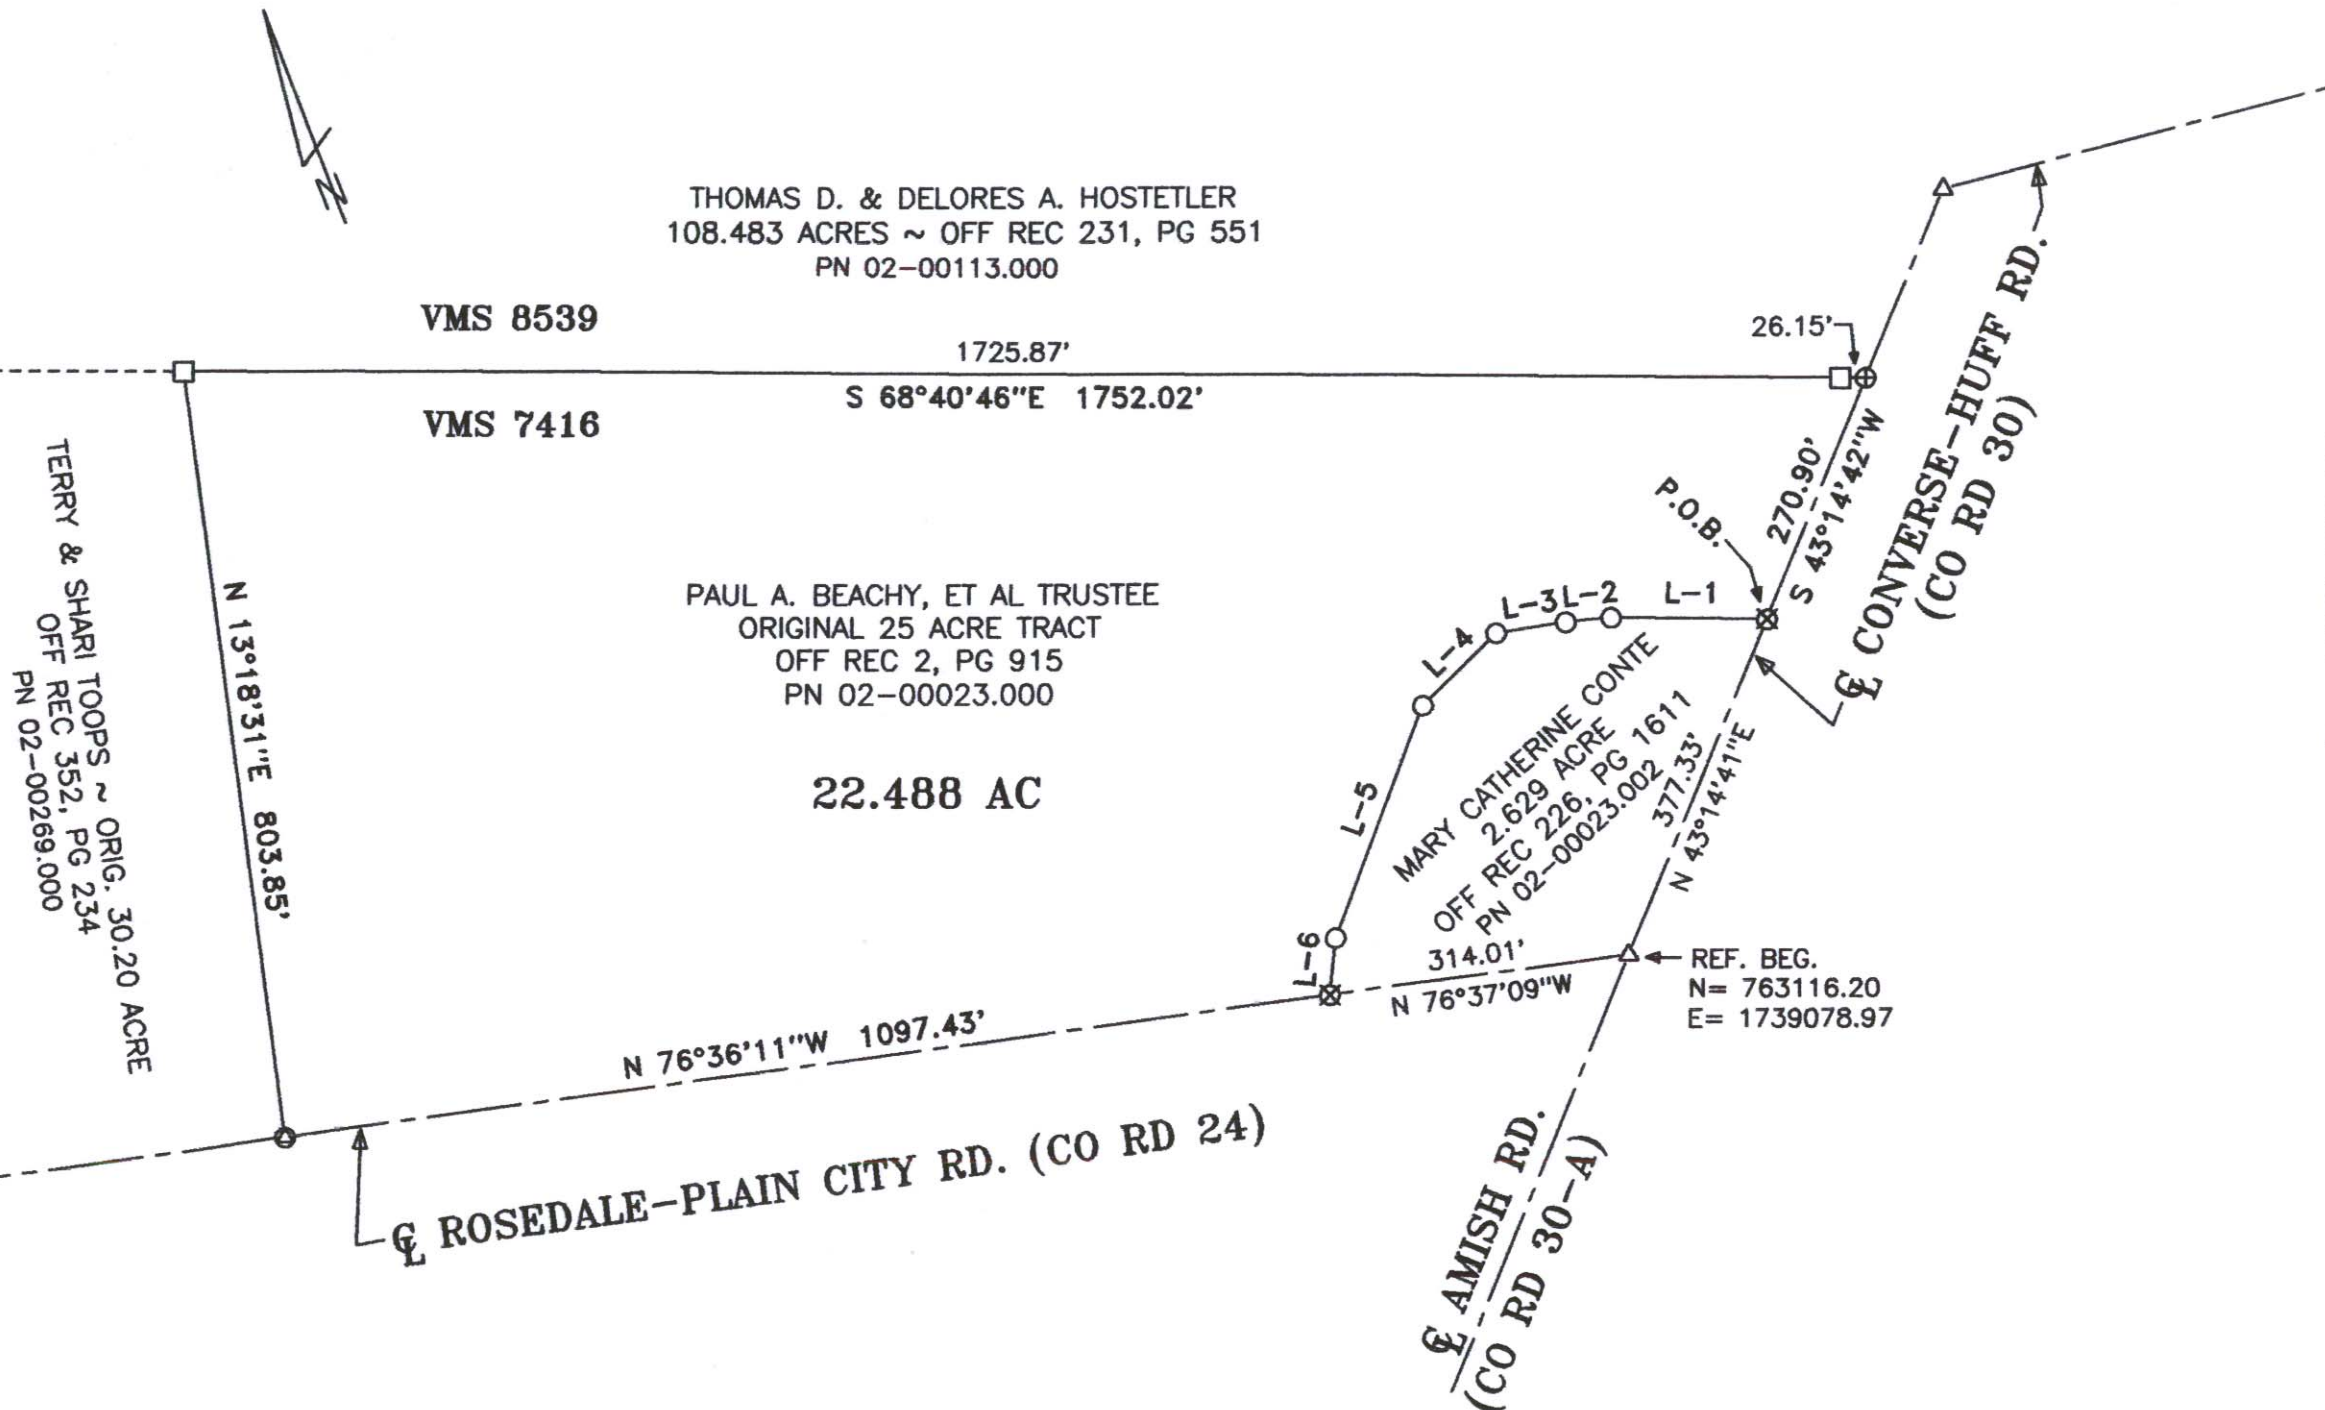 N
THOMAS D. & DELORES A. HOSTETLER
108.483 ACRES ~ OFF REC 231, PG 551
PN 02-00113.000
VMS 8539
1725.87'
26.15'
S 68°40'46"E 1752.02'
VMS 7416
270.90'
S 43°14'42"W
℄ CONVERSE-HUFF RD.
(CO RD 30)
P.O.B.
TERRY & SHARI TOOPS ~ ORIG. 30.20 ACRE
OFF REC 352, PG 234
PN 02-00269.000
N 13°18'31"E 803.85'
PAUL A. BEACHY, ET AL TRUSTEE
ORIGINAL 25 ACRE TRACT
OFF REC 2, PG 915
PN 02-00023.000
22.488 AC
L-1
L-2
L-3
L-4
L-5
L-6
MARY CATHERINE CONTE
2.629 ACRE
OFF REC 226, PG 1611
PN 02-00023.002
377.33'
N 43°14'41"E
314.01'
N 76°37'09"W
REF. BEG.
N= 763116.20
E= 1739078.97
N 76°36'11"W 1097.43'
℄ ROSEDALE-PLAIN CITY RD. (CO RD 24)
℄ AMISH RD.
(CO RD 30-A)